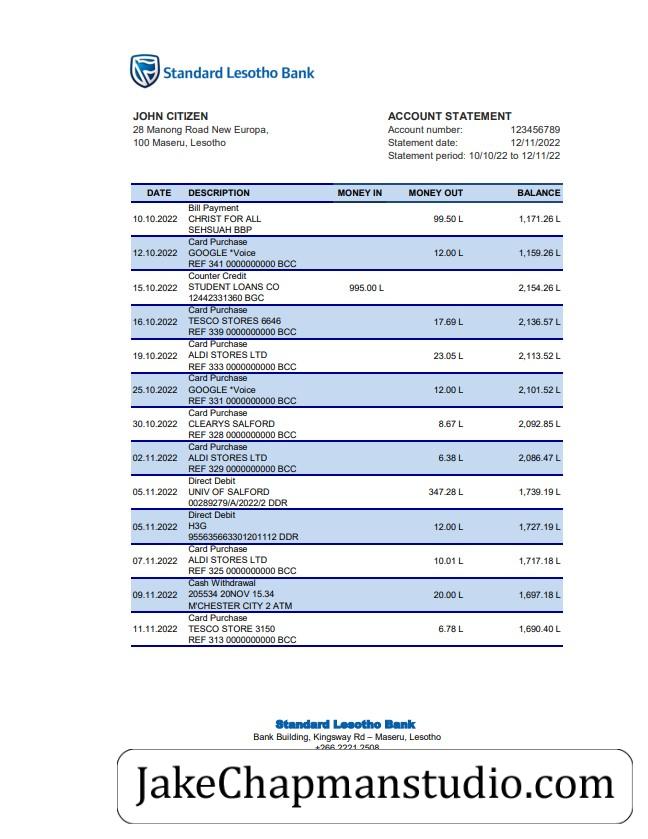 Standard Lesotho Bank
JOHN CITIZEN
28 Manong Road New Europa,
100 Maseru, Lesotho
ACCOUNT STATEMENT
Account number: 123456789
Statement date: 12/11/2022
Statement period: 10/10/22 to 12/11/22
DATE DESCRIPTION MONEY IN MONEY OUT BALANCE
Bill Payment
10.10.2022 CHRIST FOR ALL 99.50 L 1,171.26 L
SEHSUAH BBP
Card Purchase
12.10.2022 GOOGLE *Voice 12.00 L 1,159.26 L
REF 341 0000000000 BCC
Counter Credit
15.10.2022 STUDENT LOANS CO 995.00 L 2,154.26 L
12442331360 BGC
Card Purchase
16.10.2022 TESCO STORES 6646 17.69 L 2,136.57 L
REF 339 0000000000 BCC
Card Purchase
19.10.2022 ALDI STORES LTD 23.05 L 2,113.52 L
REF 333 0000000000 BCC
Card Purchase
25.10.2022 GOOGLE *Voice 12.00 L 2,101.52 L
REF 331 0000000000 BCC
Card Purchase
30.10.2022 CLEARYS SALFORD 8.67 L 2,092.85 L
REF 328 0000000000 BCC
Card Purchase
02.11.2022 ALDI STORES LTD 6.38 L 2,086.47 L
REF 329 0000000000 BCC
Direct Debit
05.11.2022 UNIV OF SALFORD 347.28 L 1,739.19 L
00289279/A/2022/2 DDR
Direct Debit
05.11.2022 H3G 12.00 L 1,727.19 L
955635663301201112 DDR
Card Purchase
07.11.2022 ALDI STORES LTD 10.01 L 1,717.18 L
REF 325 0000000000 BCC
Cash Withdrawal
09.11.2022 205534 20NOV 15.34 20.00 L 1,697.18 L
M'CHESTER CITY 2 ATM
Card Purchase
11.11.2022 TESCO STORE 3150 6.78 L 1,690.40 L
REF 313 0000000000 BCC
Standard Lesotho Bank
Bank Building, Kingsway Rd – Maseru, Lesotho
+266 2221 2508
JakeChapmanstudio.com